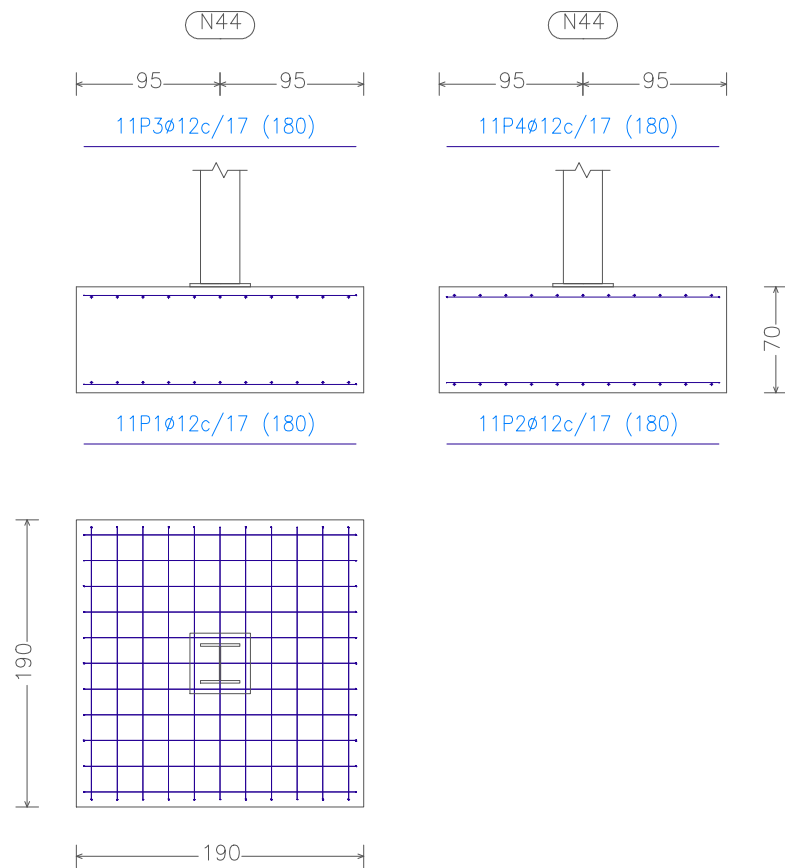 N44 N44
95 95 95 95
11P3ø12c/17 (180) 11P4ø12c/17 (180)
70
11P1ø12c/17 (180) 11P2ø12c/17 (180)
190
190